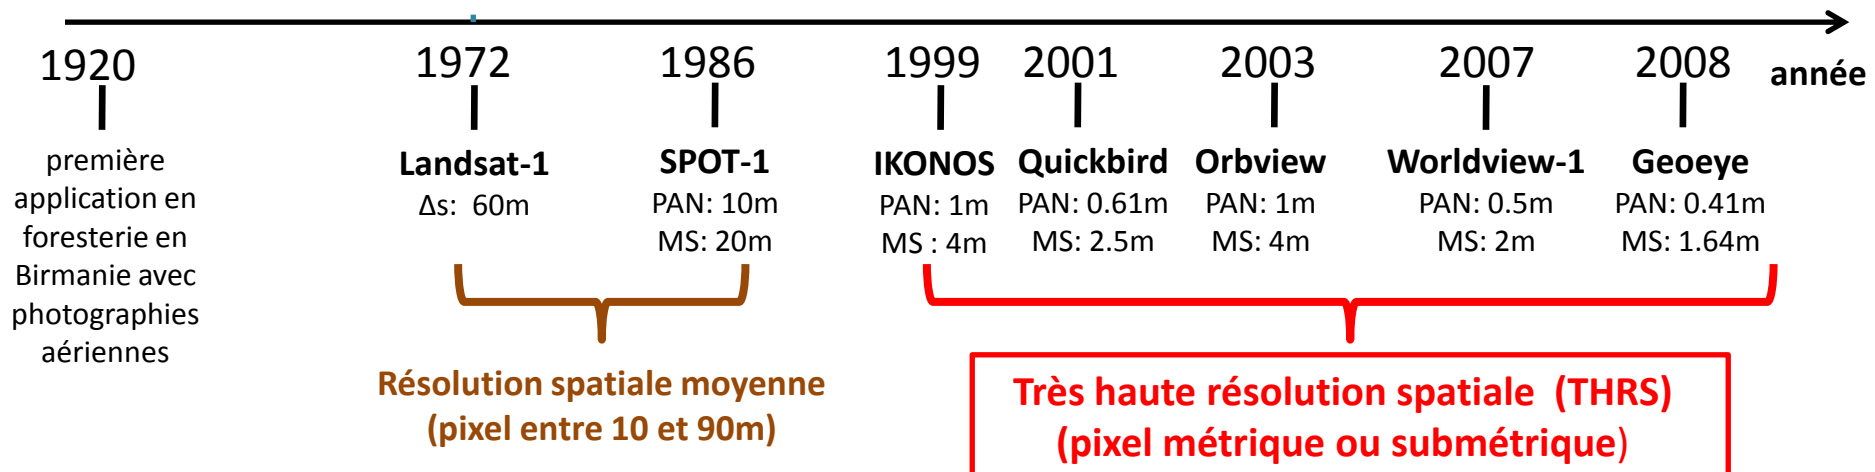 1920
1972
1986
1999
2001
2003
2007
2008
année
première
application en
foresterie en
Birmanie avec
photographies
aériennes
Landsat-1
Δs:  60m
SPOT-1
PAN: 10m
MS: 20m
IKONOS
PAN: 1m
MS : 4m
Quickbird
PAN: 0.61m
MS: 2.5m
Orbview
PAN: 1m
MS: 4m
Worldview-1
PAN: 0.5m
MS: 2m
Geoeye
PAN: 0.41m
MS: 1.64m
Résolution spatiale moyenne
(pixel entre 10 et 90m)
Très haute résolution spatiale  (THRS)
(pixel métrique ou submétrique)